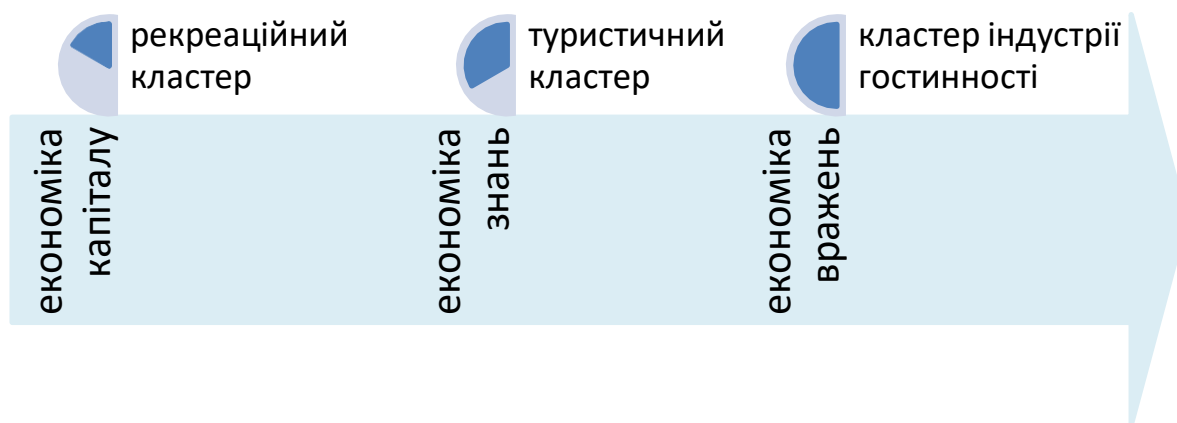 рекреаційний
кластер
економіка
капіталу
туристичний
кластер
економіка
знань
кластер індустрії
гостинності
економіка
вражень